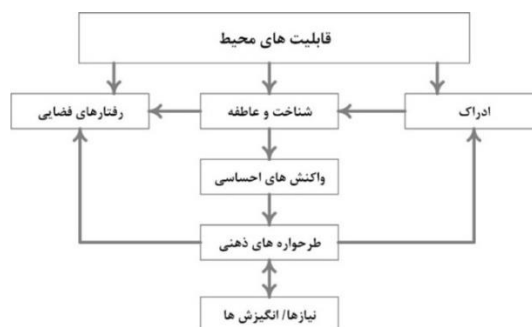 قابلیت های محیط
ادراک
شناخت و عاطفه
رفتارهای فضایی
واکنش های احساسی
طرحواره های ذهنی
نیازها/ انگیزش ها